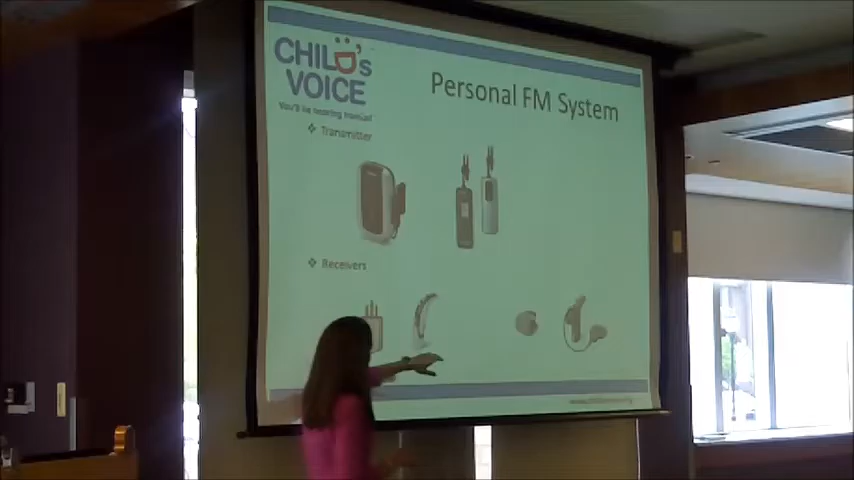 CHILD's
VOICE
You'll be hearing from us!
Personal FM System
❖ Transmitter
❖ Receivers